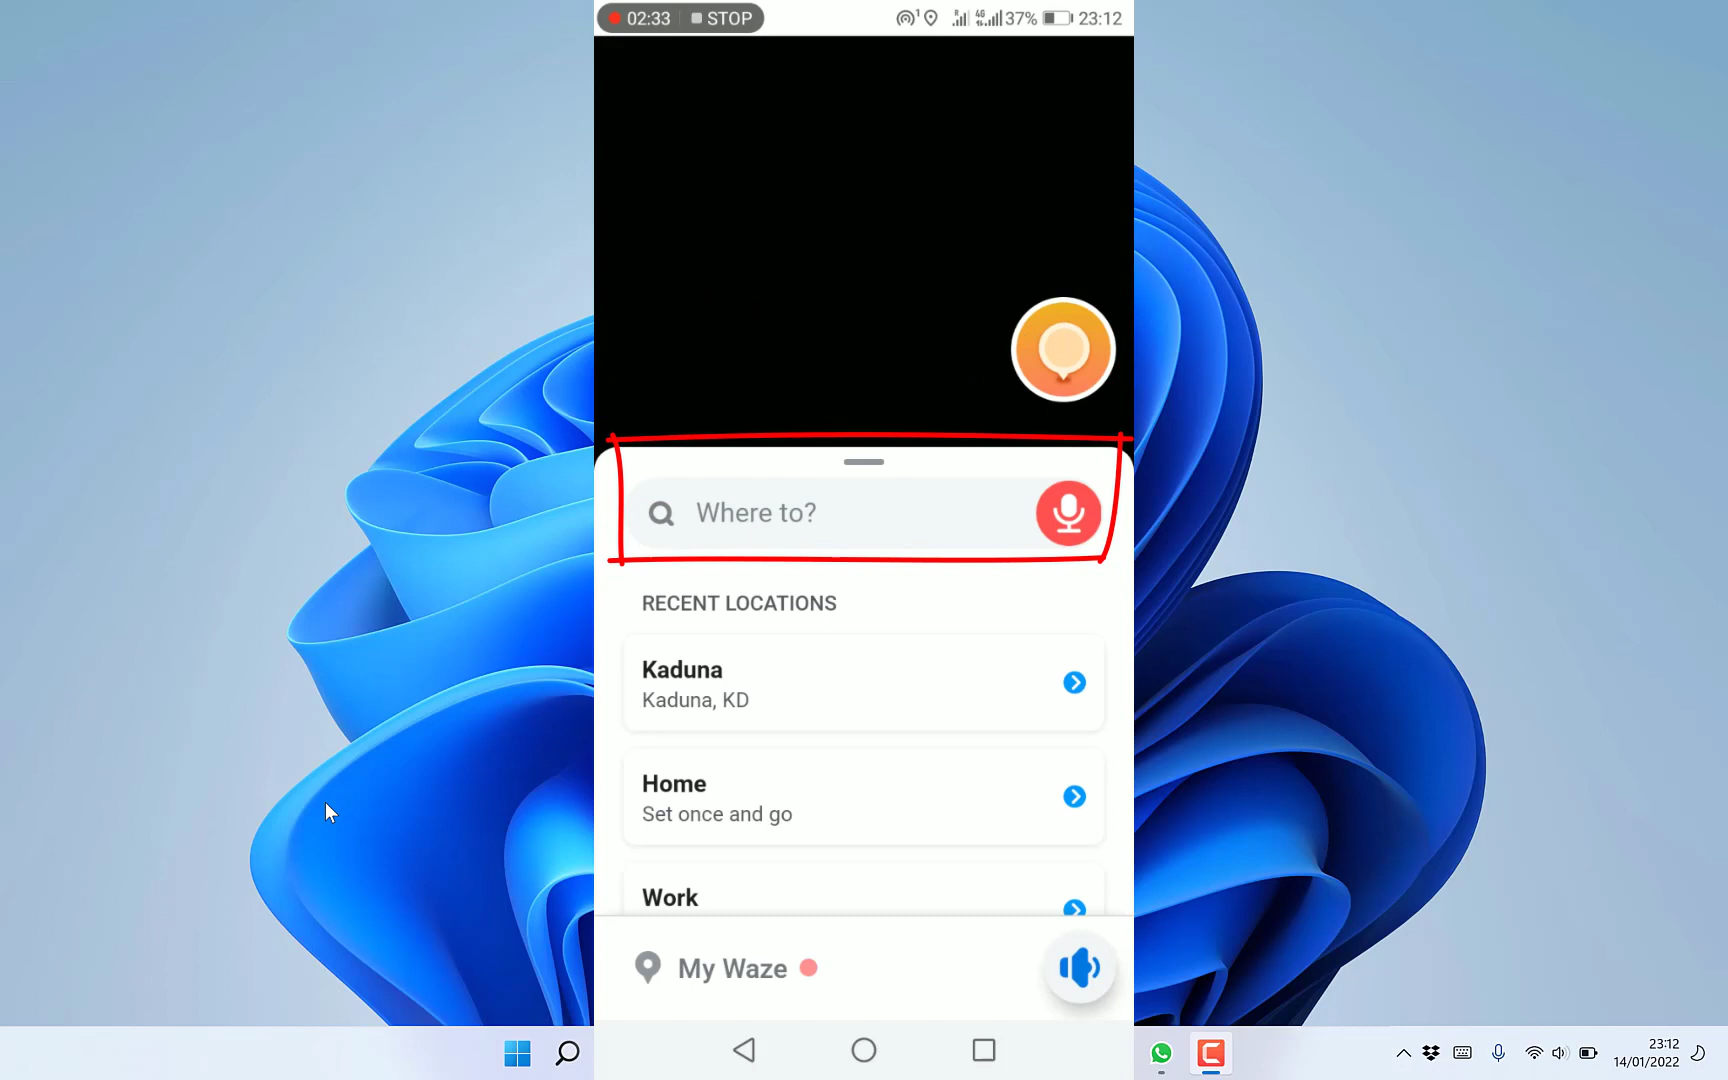 02:33 STOP
4G 37% 23:12
Where to?
RECENT LOCATIONS
Kaduna
Kaduna, KD
Home
Set once and go
Work
My Waze
23:12
14/01/2022